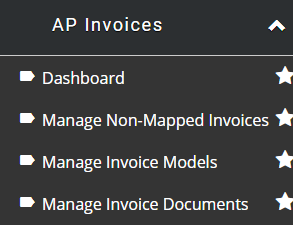 AP Invoices
Dashboard
Manage Non-Mapped Invoices
Manage Invoice Models
Manage Invoice Documents